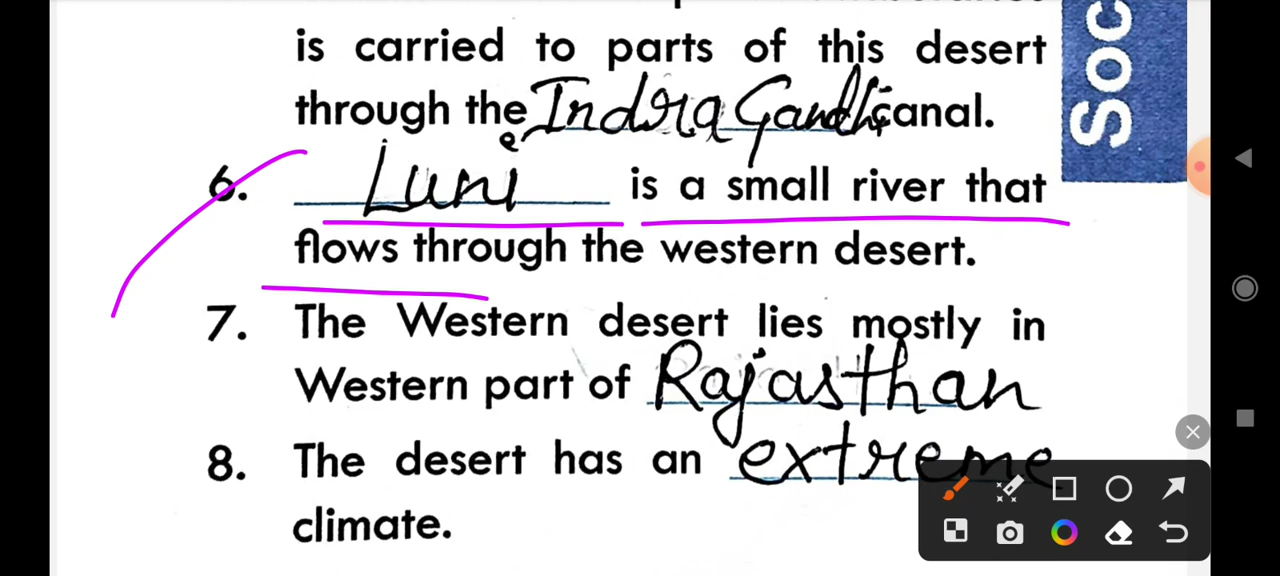 is carried to parts of this desert
through the Indira Gandhi canal.
6. Luni is a small river that
flows through the western desert.
7. The Western desert lies mostly in
Western part of Rajasthan
8. The desert has an extreme
climate.
Soc